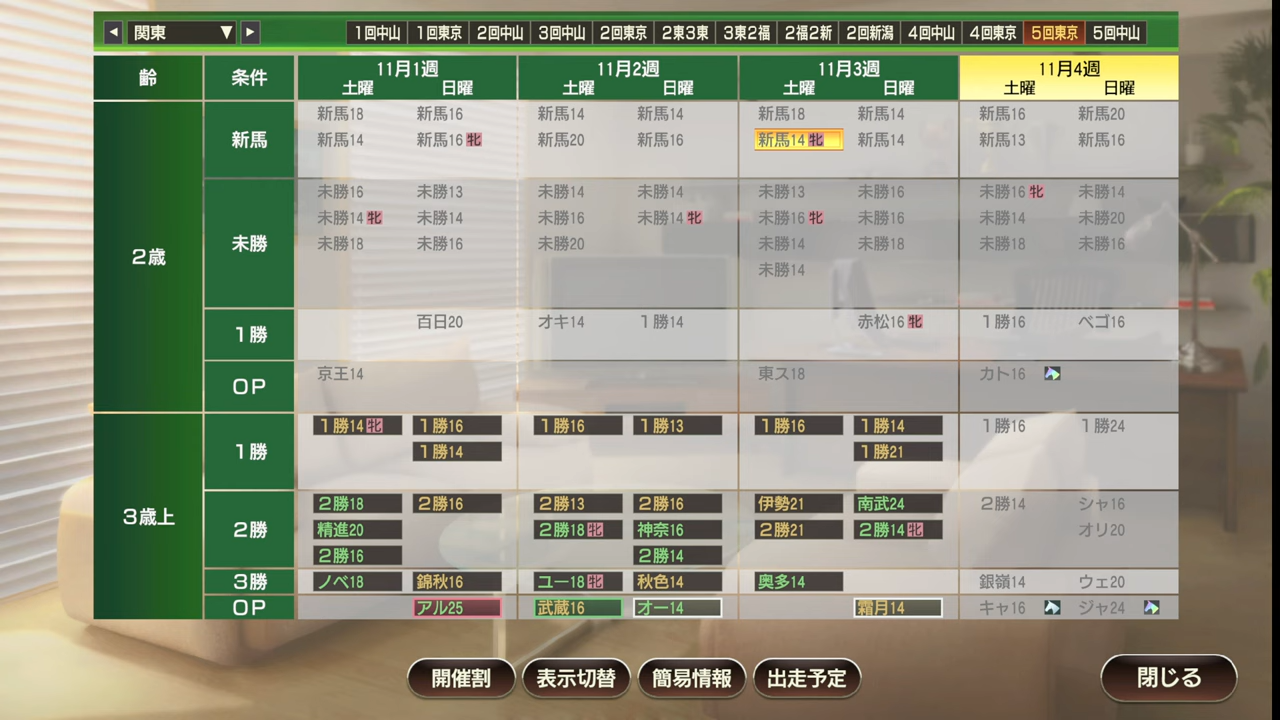 ◀ 関東 ▼ ▶ 1回中山 1回東京 2回中山 3回中山 2回東京 2東3東 3東2福 2福2新 2回新潟 4回中山 4回東京 5回東京 5回中山
齢 条件 11月1週 11月2週 11月3週 11月4週
土曜 日曜 土曜 日曜 土曜 日曜 土曜 日曜
2歳
新馬
新馬18 新馬16 新馬14 新馬14 新馬18 新馬14 新馬16 新馬20
新馬14 新馬16牝 新馬20 新馬16 新馬14牝 新馬14 新馬13 新馬16
未勝
未勝16 未勝13 未勝14 未勝14 未勝13 未勝16 未勝16牝 未勝14
未勝14牝 未勝14 未勝16 未勝14牝 未勝16牝 未勝16 未勝14 未勝20
未勝18 未勝16 未勝20 未勝14 未勝18 未勝18 未勝16
未勝14
1勝
百日20 オキ14 1勝14 赤松16牝 1勝16 ベゴ16
OP
京王14 東ス18 カト16
3歳上
1勝
1勝14牝 1勝16 1勝16 1勝13 1勝16 1勝14 1勝16 1勝24
1勝14 1勝21
2勝
2勝18 2勝16 2勝13 2勝16 伊勢21 南武24 2勝14 シャ16
精進20 2勝18牝 神奈16 2勝21 2勝14牝 オリ20
2勝16 2勝14
3勝
ノベ18 錦秋16 ユー18牝 秋色14 奥多14 銀嶺14 ウェ20
OP
アル25 武蔵16 オー14 霜月14 キャ16 ジャ24
開催割 表示切替 簡易情報 出走予定 閉じる